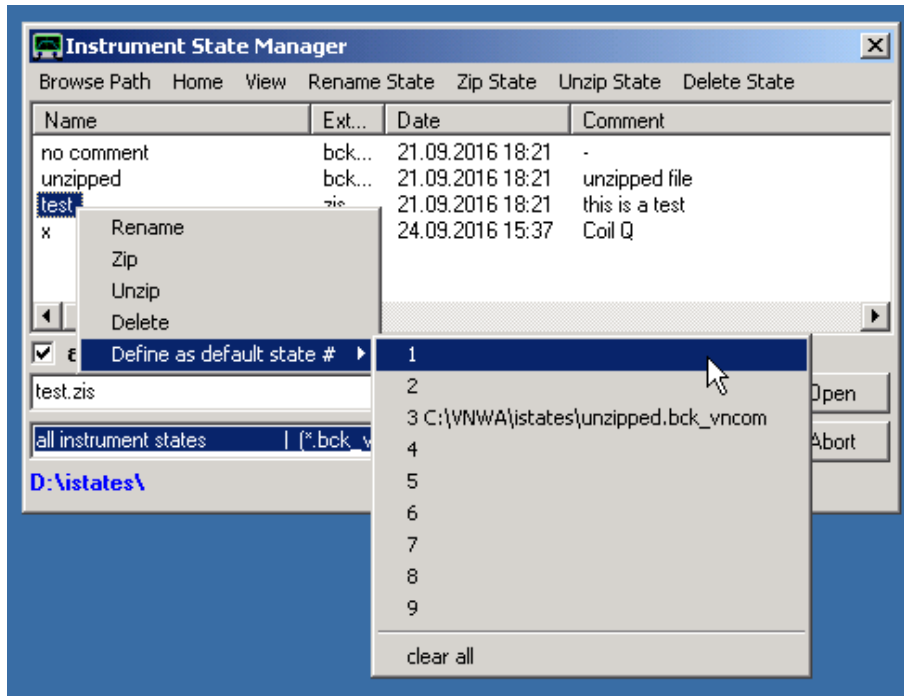 Instrument State Manager
Browse Path Home View Rename State Zip State Unzip State Delete State
Name Ext... Date Comment
no comment bck... 21.09.2016 18:21 -
unzipped bck... 21.09.2016 18:21 unzipped file
test zis 21.09.2016 18:21 this is a test
x 24.09.2016 15:37 Coil Q
Rename
Zip
Unzip
Delete
Define as default state #
1
2
3 C:\VNWA\istates\unzipped.bck_vncom
4
5
6
7
8
9
clear all
test.zis Open
all instrument states | (*.bck_v Abort
D:\istates\